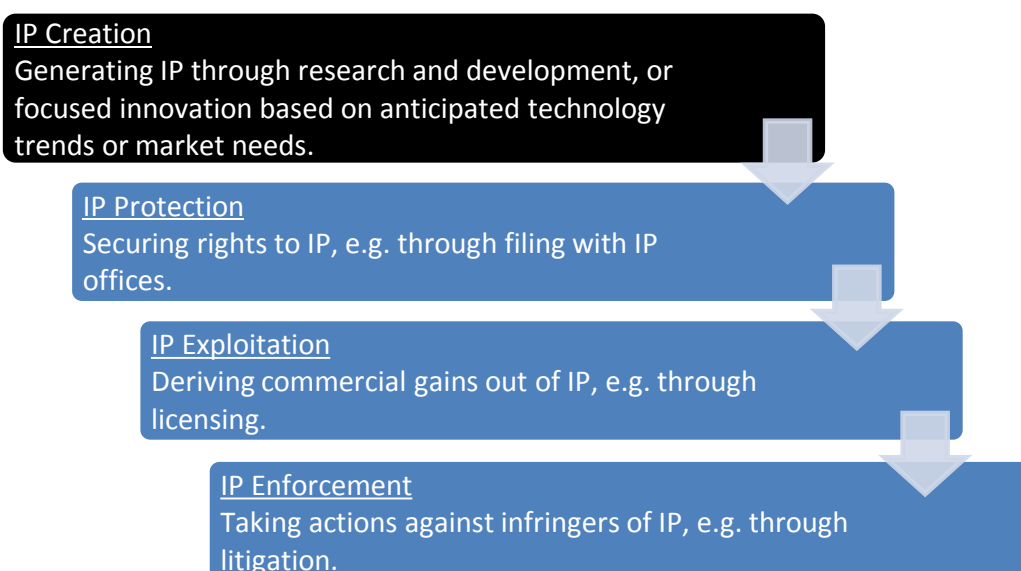 IP Creation
Generating IP through research and development, or
focused innovation based on anticipated technology
trends or market needs.
IP Protection
Securing rights to IP, e.g. through filing with IP
offices.
IP Exploitation
Deriving commercial gains out of IP, e.g. through
licensing.
IP Enforcement
Taking actions against infringers of IP, e.g. through
litigation.